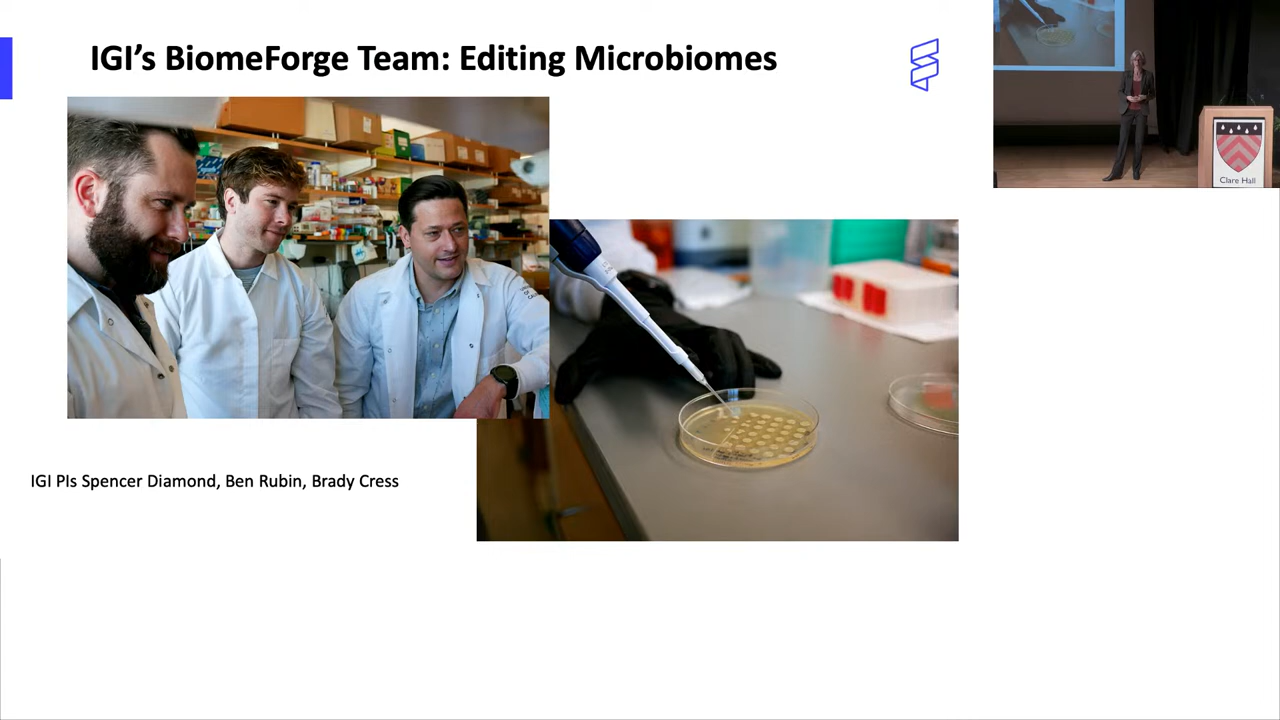 IGI’s BiomeForge Team: Editing Microbiomes
Clare Hall
IGI PIs Spencer Diamond, Ben Rubin, Brady Cress